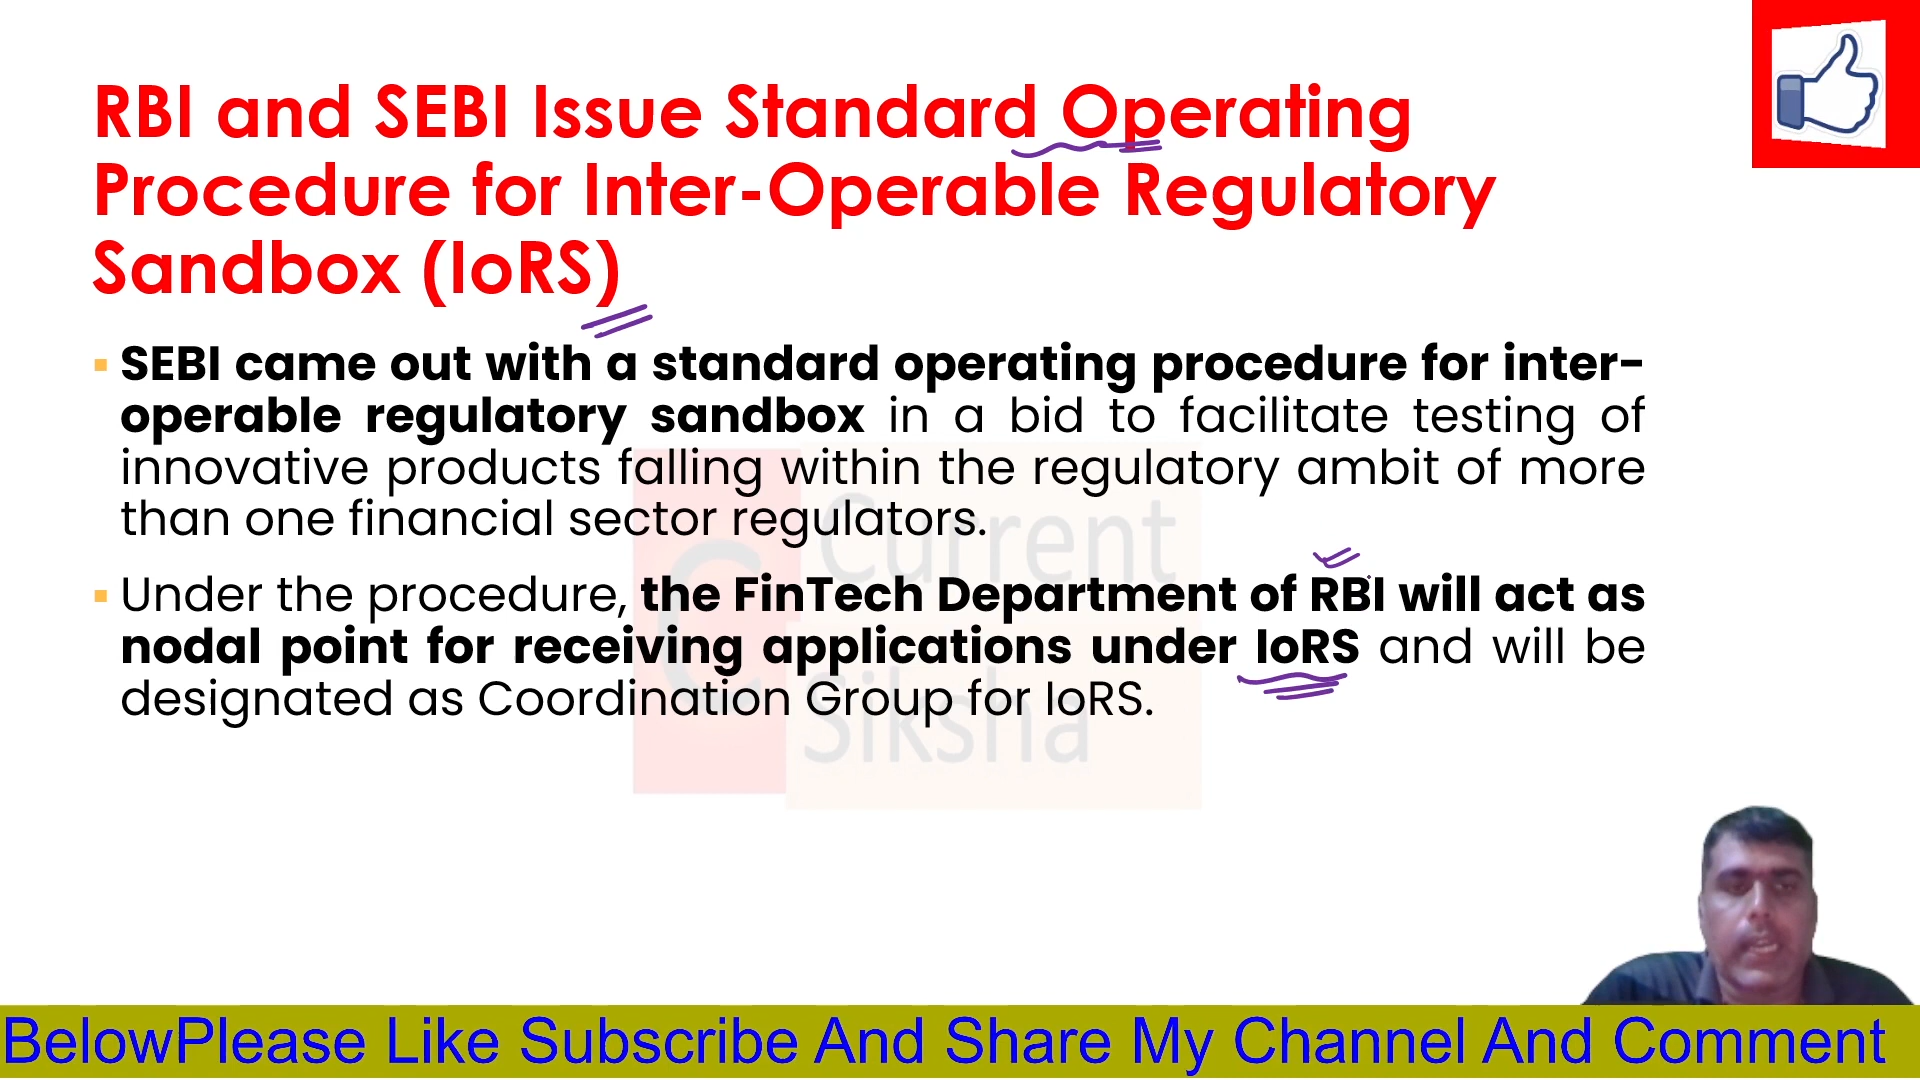 RBI and SEBI Issue Standard Operating
Procedure for Inter-Operable Regulatory
Sandbox (IoRS)
SEBI came out with a standard operating procedure for inter-
operable regulatory sandbox in a bid to facilitate testing of
innovative products falling within the regulatory ambit of more
than one financial sector regulators.
Under the procedure, the FinTech Department of RBI will act as
nodal point for receiving applications under IoRS and will be
designated as Coordination Group for IoRS.
C
Current
Siksha
BelowPlease Like Subscribe And Share My Channel And Comment